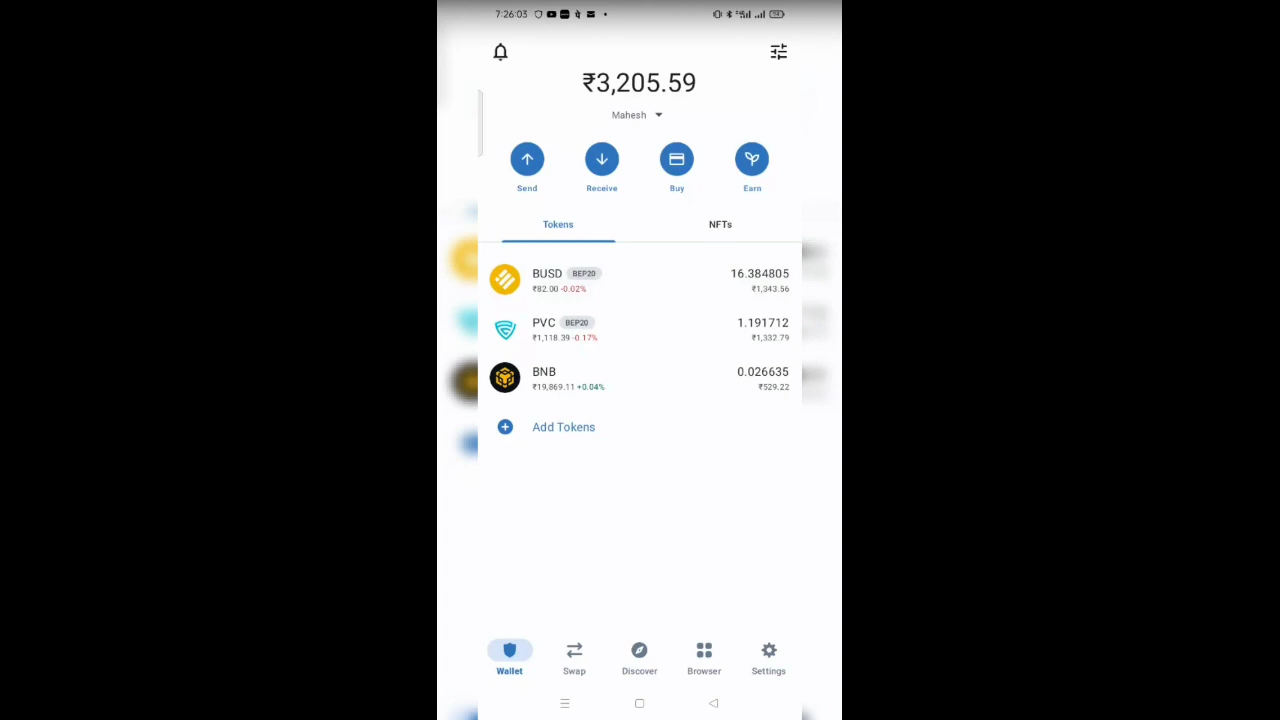 7:26:03
74
₹3,205.59
Mahesh
Send Receive Buy Earn
Tokens NFTs
BUSD BEP20 16.384805
₹82.00 -0.02% ₹1,343.56
PVC BEP20 1.191712
₹1,118.39 -0.17% ₹1,332.79
BNB 0.026635
₹19,869.11 +0.04% ₹529.22
Add Tokens
Wallet Swap Discover Browser Settings